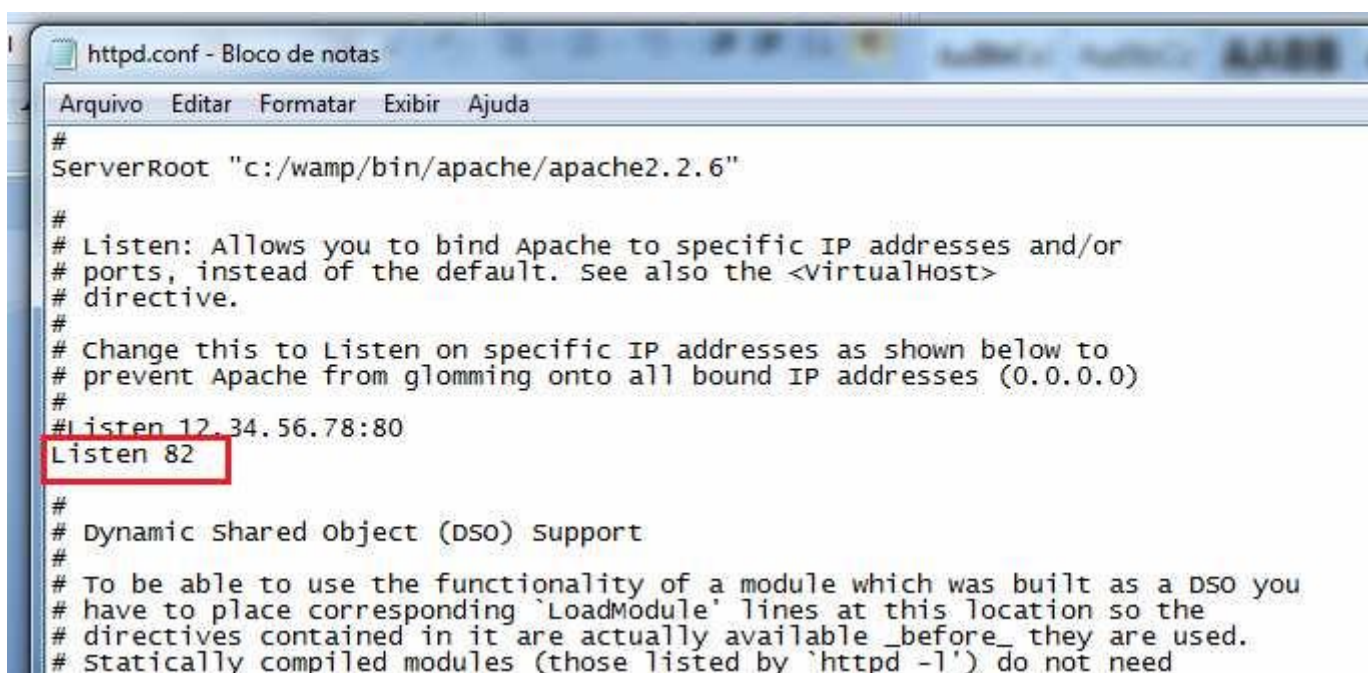 httpd.conf - Bloco de notas
Arquivo Editar Formatar Exibir Ajuda
#
ServerRoot "c:/wamp/bin/apache/apache2.2.6"
#
# Listen: Allows you to bind Apache to specific IP addresses and/or
# ports, instead of the default. See also the <VirtualHost>
# directive.
#
# Change this to Listen on specific IP addresses as shown below to
# prevent Apache from glomming onto all bound IP addresses (0.0.0.0)
#
#Listen 12.34.56.78:80
Listen 82
#
# Dynamic Shared Object (DSO) Support
#
# To be able to use the functionality of a module which was built as a DSO you
# have to place corresponding `LoadModule' lines at this location so the
# directives contained in it are actually available _before_ they are used.
# Statically compiled modules (those listed by `httpd -l') do not need